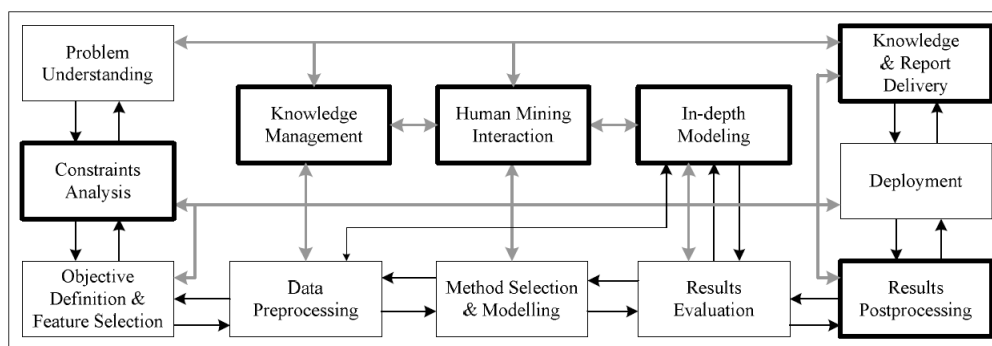 Problem
Understanding
Knowledge
& Report
Delivery
Knowledge
Management
Human Mining
Interaction
In-depth
Modeling
Constraints
Analysis
Deployment
Objective
Definition &
Feature Selection
Data
Preprocessing
Method Selection
& Modelling
Results
Evaluation
Results
Postprocessing